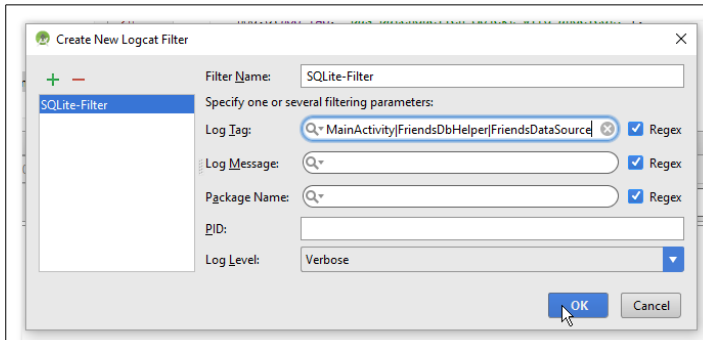 Create New Logcat Filter
SQLite-Filter
Filter Name: SQLite-Filter
Specify one or several filtering parameters:
Log Tag: MainActivity|FriendsDbHelper|FriendsDataSource Regex
Log Message: Regex
Package Name: Regex
PID:
Log Level: Verbose
OK Cancel